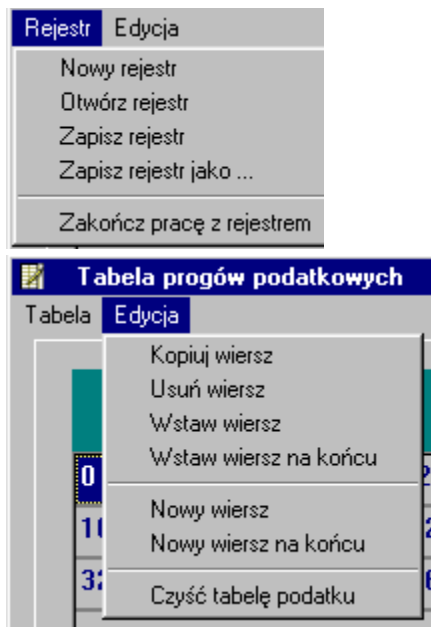 Rejestr Edycja
Nowy rejestr
Otwórz rejestr
Zapisz rejestr
Zapisz rejestr jako ...
Zakończ pracę z rejestrem
Tabela progów podatkowych
Tabela Edycja
Kopiuj wiersz
Usuń wiersz
Wstaw wiersz
Wstaw wiersz na końcu
0
Nowy wiersz
Nowy wiersz na końcu
Czyść tabelę podatku